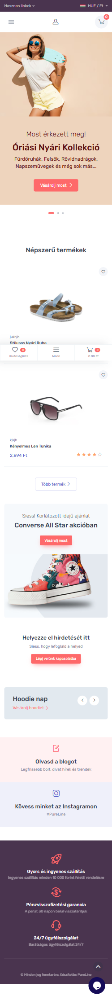 Hasznos linkek
HUF / Ft
0
Most érkezett meg!
Óriási Nyári Kollekció
Fürdőruhák, Felsők, Rövidnadrágok,
Napszemüvegek és még sok más...
Vásárolj most
Népszerű termékek
jukhjh
Stílusos Nyári Ruha
0
0
Kívánságlista
Menü
0.00 Ft
kjkjh
Kényelmes Len Tunika
2,894 Ft
Több termék
Siess! Korlátozott idejű ajánlat
Converse All Star akcióban
Vásárolj most
CONVERSE
ALL STAR
Helyezze el hirdetését itt
Siess, hogy lefoglald a helyed
Lépj velünk kapcsolatba
Hoodie nap
Vásárolj hoodiet
Olvasd a blogot
Legfrissebb bolt, divat hírek és trendek
Kövess minket az Instagramon
#PureLine
Gyors és ingyenes szállítás
Ingyenes szállítás minden 10 000 forint feletti rendelésre
Pénzvisszafizetési garancia
A pénzt 30 napon belül visszatérítjük
24/7 ügyfélszolgálat
Barátságos ügyfélszolgálat 24/7
© Minden jog fenntartva. Készítette: PureLine